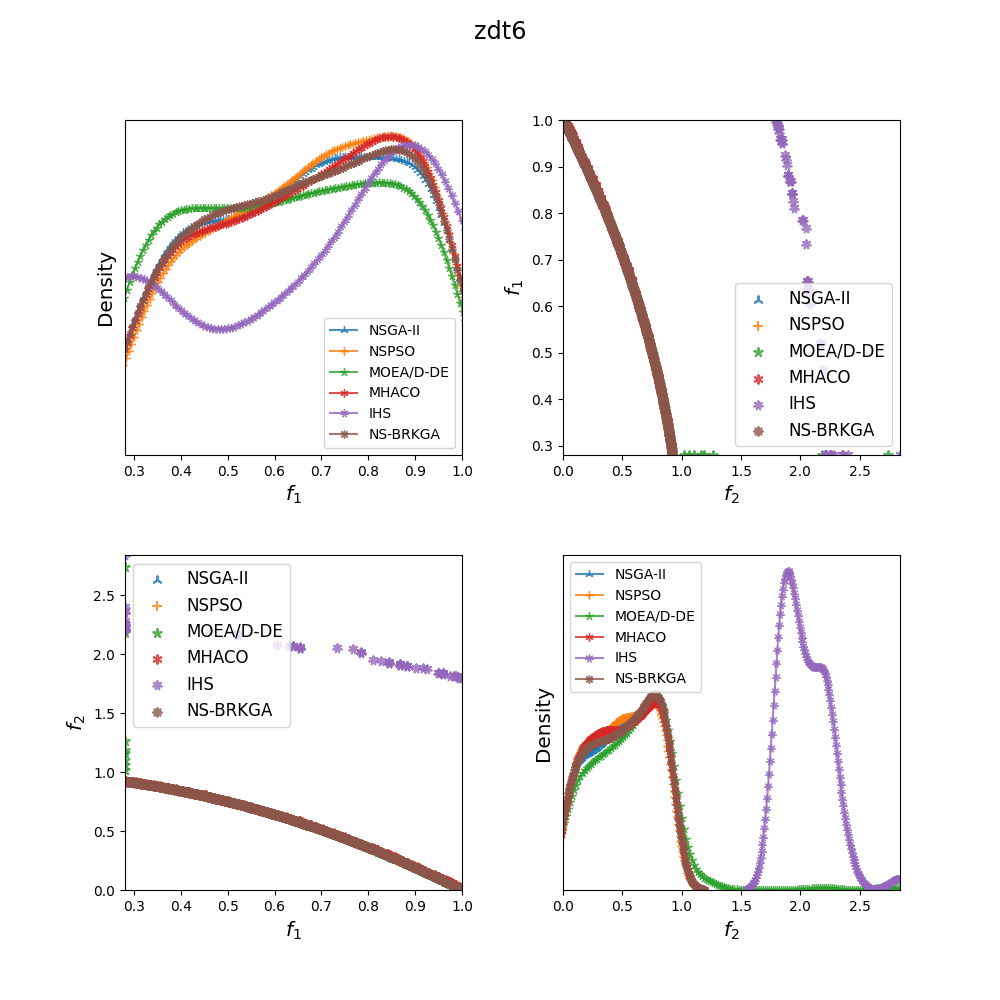 zdt6
Density
NSGA-II
NSPSO
MOEA/D-DE
MHACO
IHS
NS-BRKGA
0.3 0.4 0.5 0.6 0.7 0.8 0.9 1.0
f1
1.0
0.9
0.8
0.7
0.6
0.5
0.4
0.3
f1
NSGA-II
NSPSO
MOEA/D-DE
MHACO
IHS
NS-BRKGA
0.0 0.5 1.0 1.5 2.0 2.5
f2
2.5
2.0
1.5
1.0
0.5
0.0
f2
NSGA-II
NSPSO
MOEA/D-DE
MHACO
IHS
NS-BRKGA
0.3 0.4 0.5 0.6 0.7 0.8 0.9 1.0
f1
Density
NSGA-II
NSPSO
MOEA/D-DE
MHACO
IHS
NS-BRKGA
0.0 0.5 1.0 1.5 2.0 2.5
f2